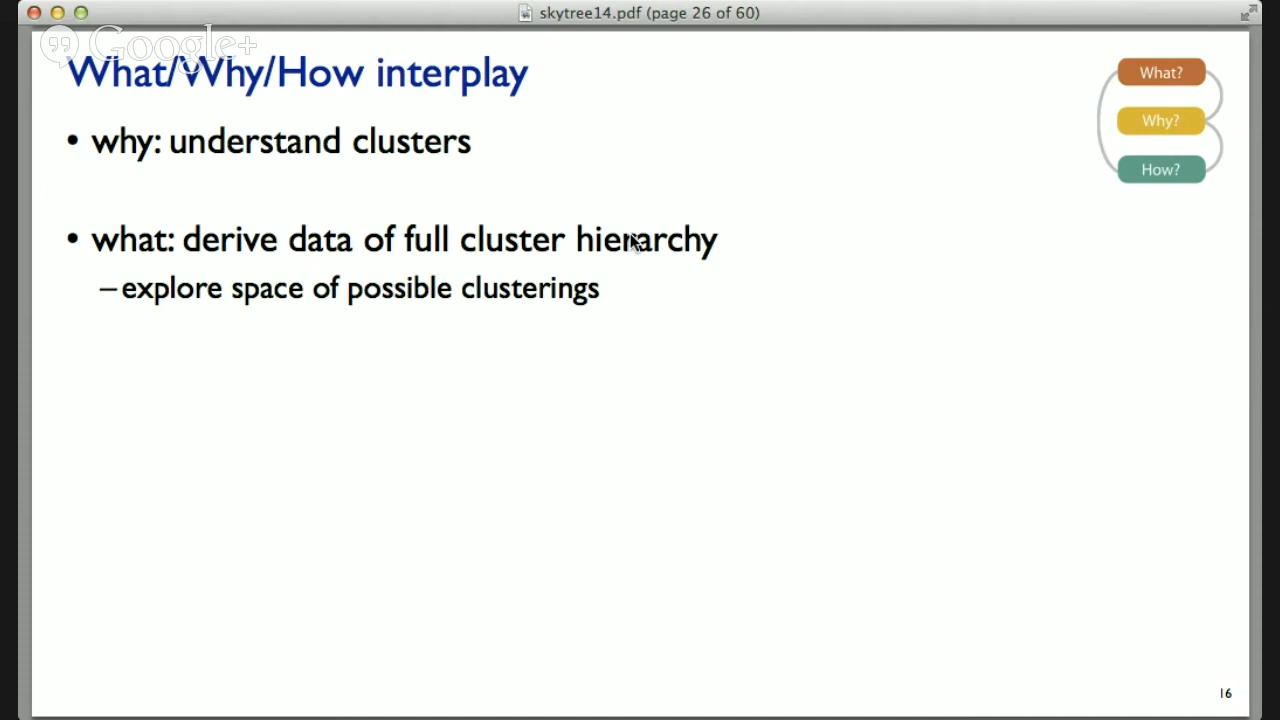 skytree14.pdf (page 26 of 60)
Google+
What/Why/How interplay
What?
Why?
How?
• why: understand clusters
• what: derive data of full cluster hierarchy
–explore space of possible clusterings
16